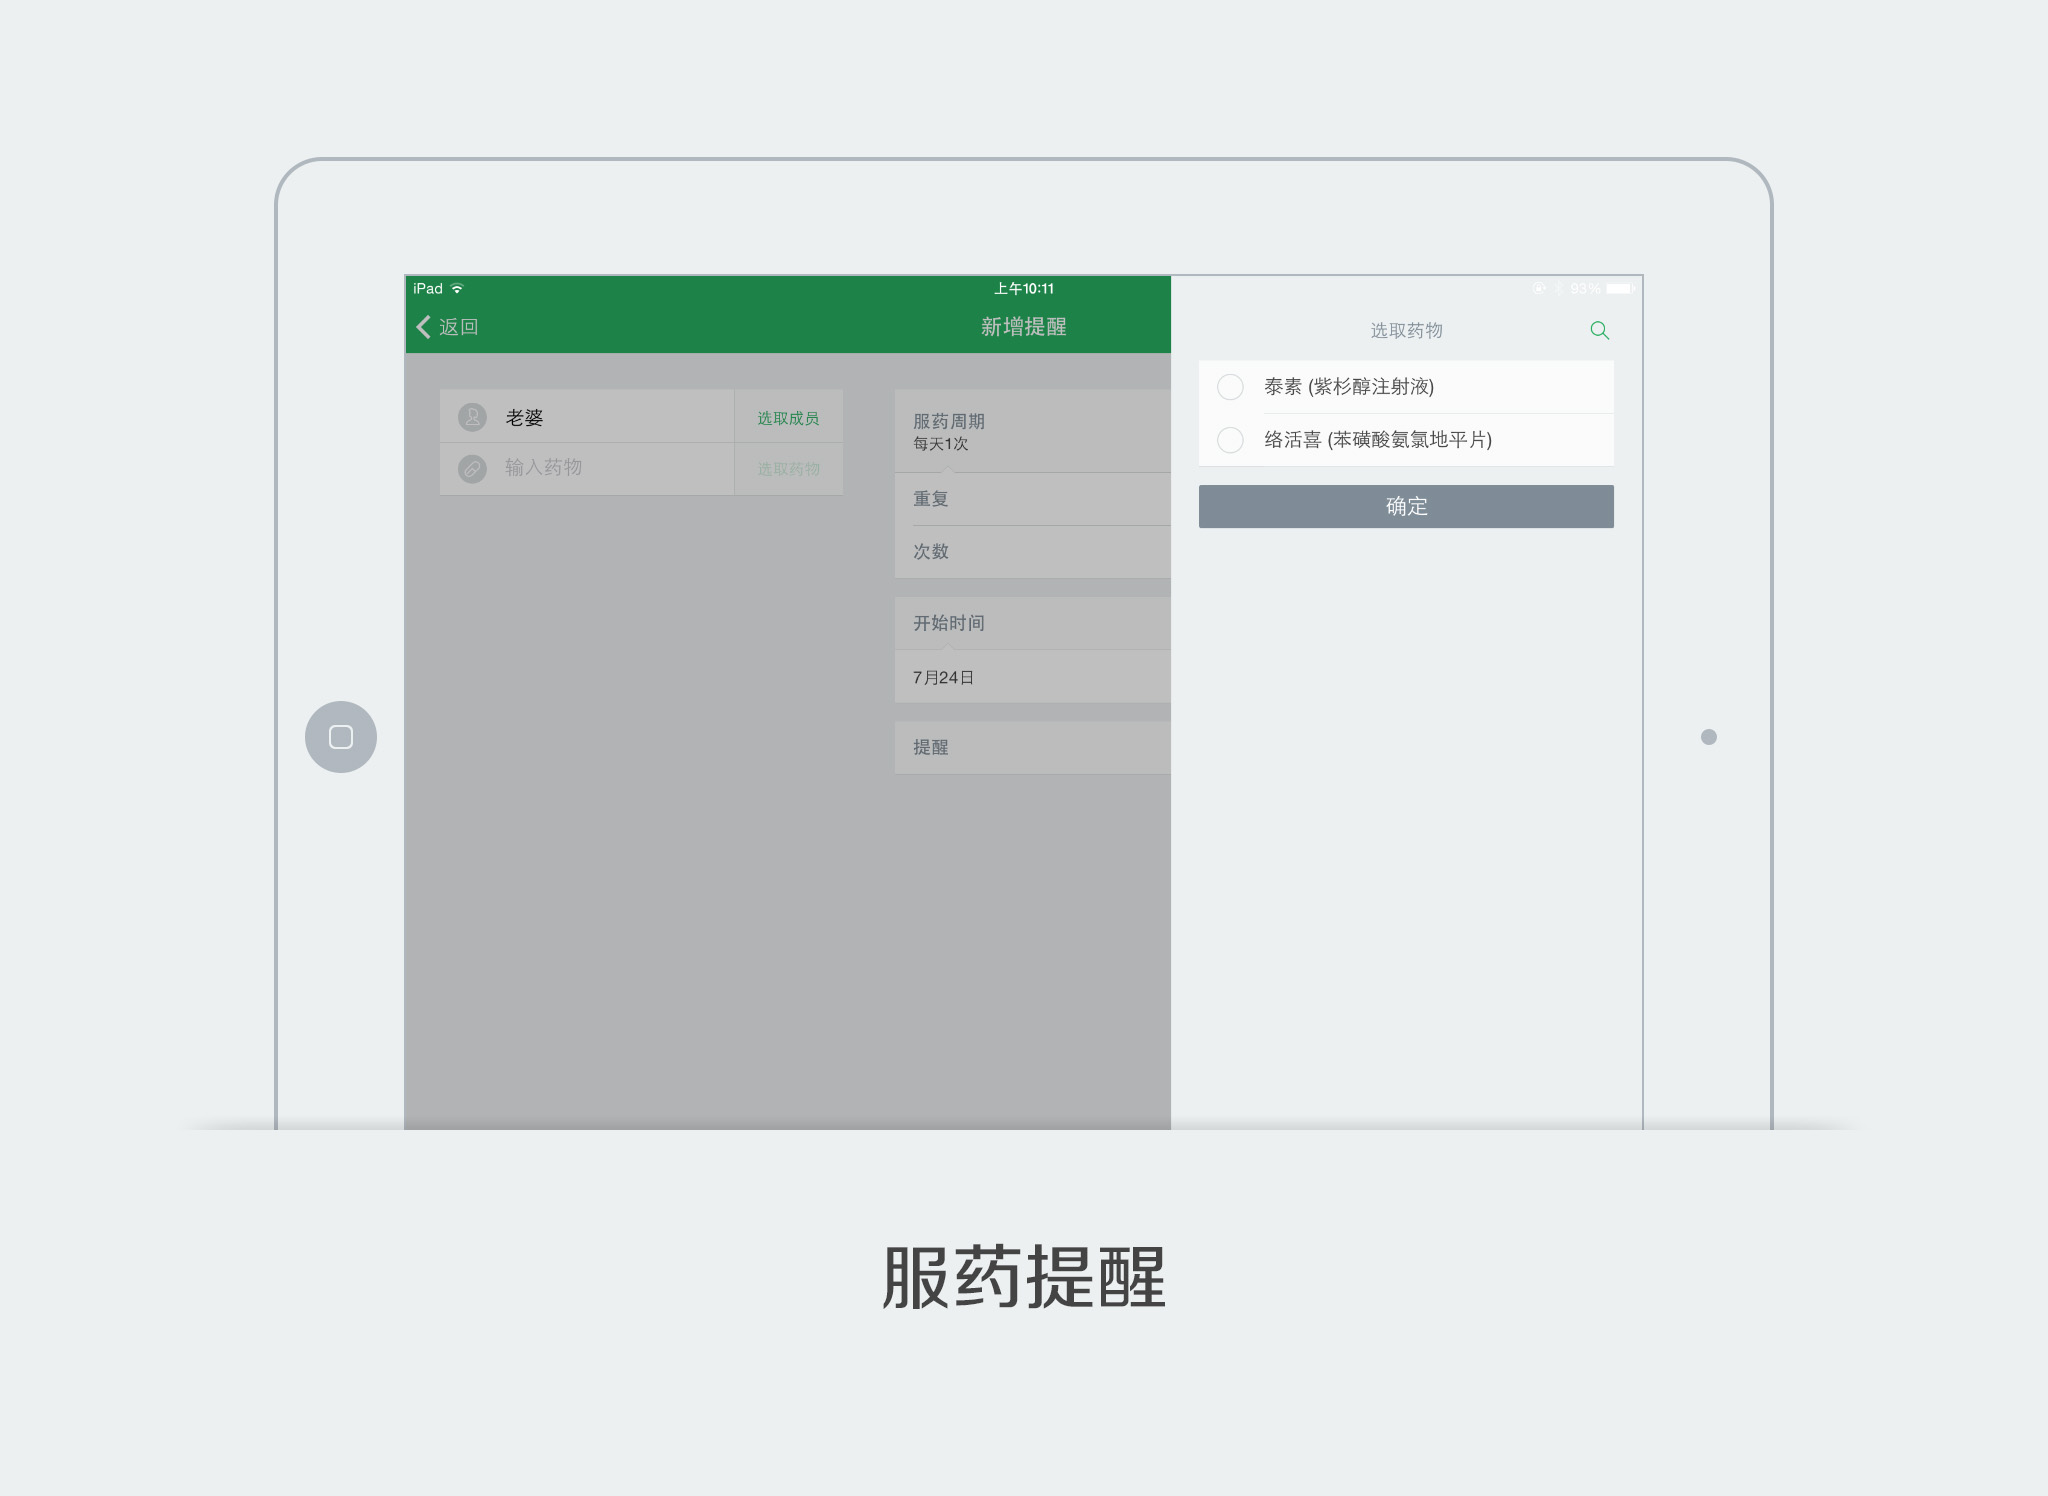 iPad
上午10:11
93%
返回
新增提醒
老婆
选取成员
输入药物
选取药物
服药周期
每天1次
重复
次数
开始时间
7月24日
提醒
选取药物
泰素 (紫杉醇注射液)
络活喜 (苯磺酸氨氯地平片)
确定
服药提醒